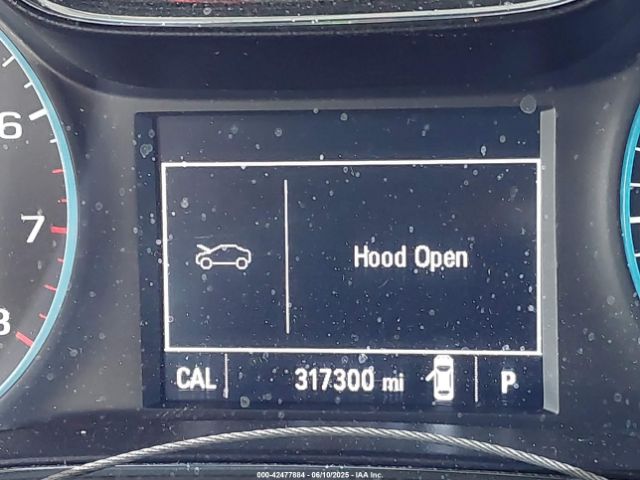 6
7
8
Hood Open
CAL 317300 mi P
000-42477884 - 06/10/2025 - IAA Inc.